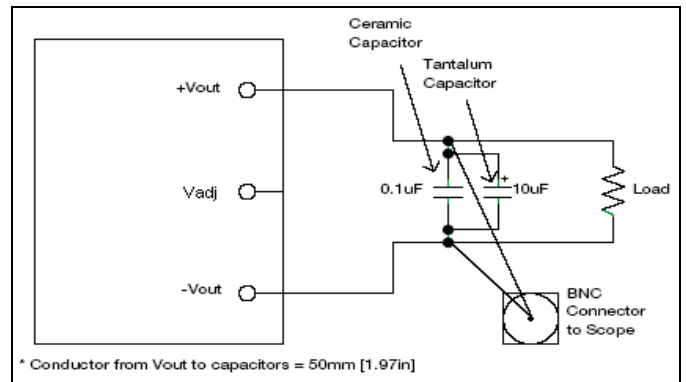 Ceramic
Capacitor
Tantalum
Capacitor
+Vout
Vadj
0.1uF
+
10uF
Load
-Vout
BNC
Connector
to Scope
* Conductor from Vout to capacitors = 50mm [1.97in]